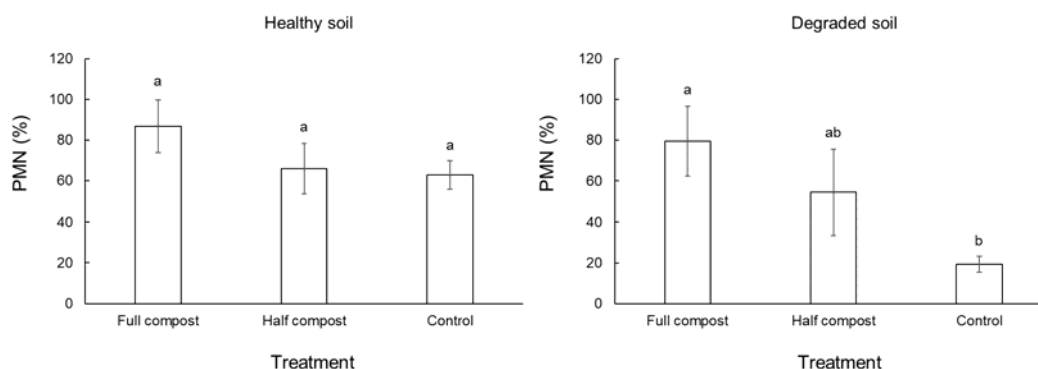 Healthy soil
120
100
80
60
40
20
0
PMN (%)
a
a
a
Full compost
Half compost
Control
Treatment
Degraded soil
120
100
80
60
40
20
0
PMN (%)
a
ab
b
Full compost
Half compost
Control
Treatment